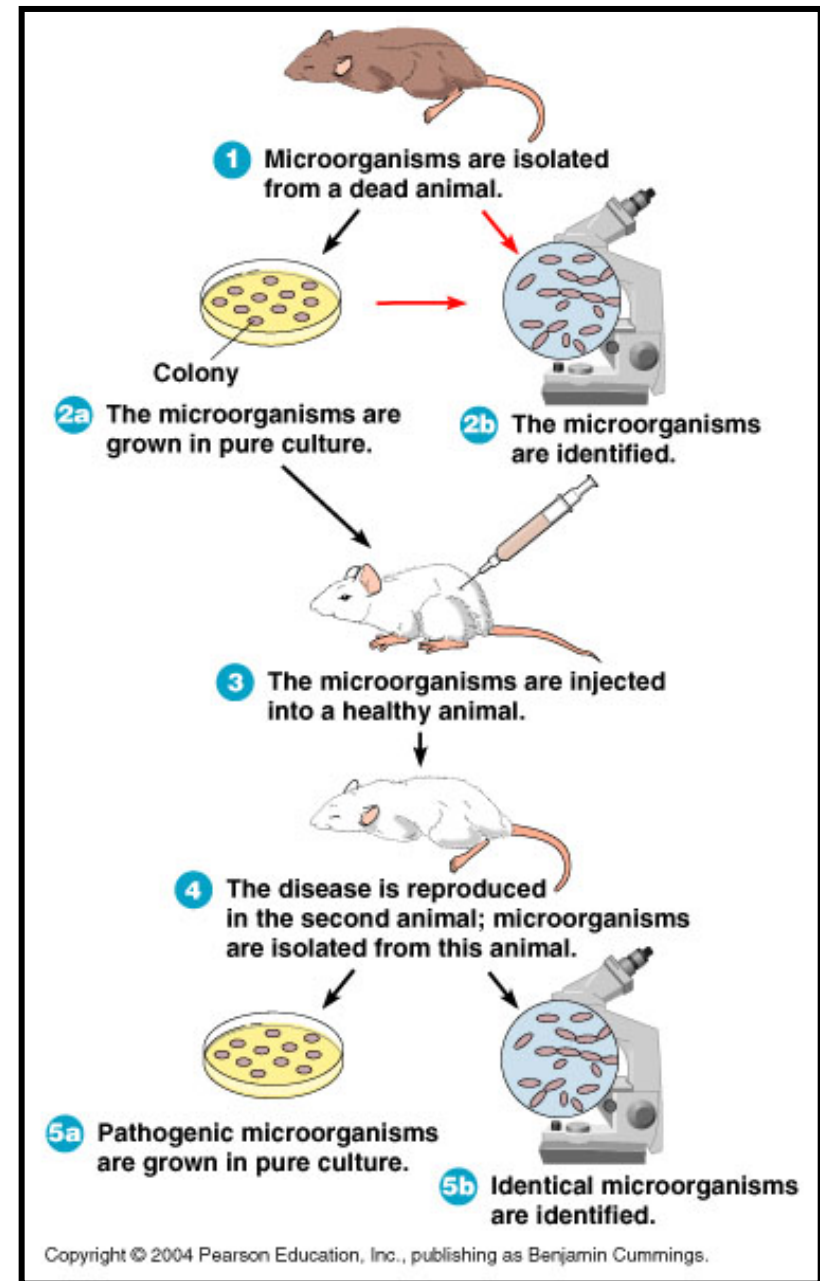 1 Microorganisms are isolated
from a dead animal.
Colony
2a The microorganisms are
grown in pure culture.
2b The microorganisms
are identified.
3 The microorganisms are injected
into a healthy animal.
4 The disease is reproduced
in the second animal; microorganisms
are isolated from this animal.
5a Pathogenic microorganisms
are grown in pure culture.
5b Identical microorganisms
are identified.
Copyright © 2004 Pearson Education, Inc., publishing as Benjamin Cummings.